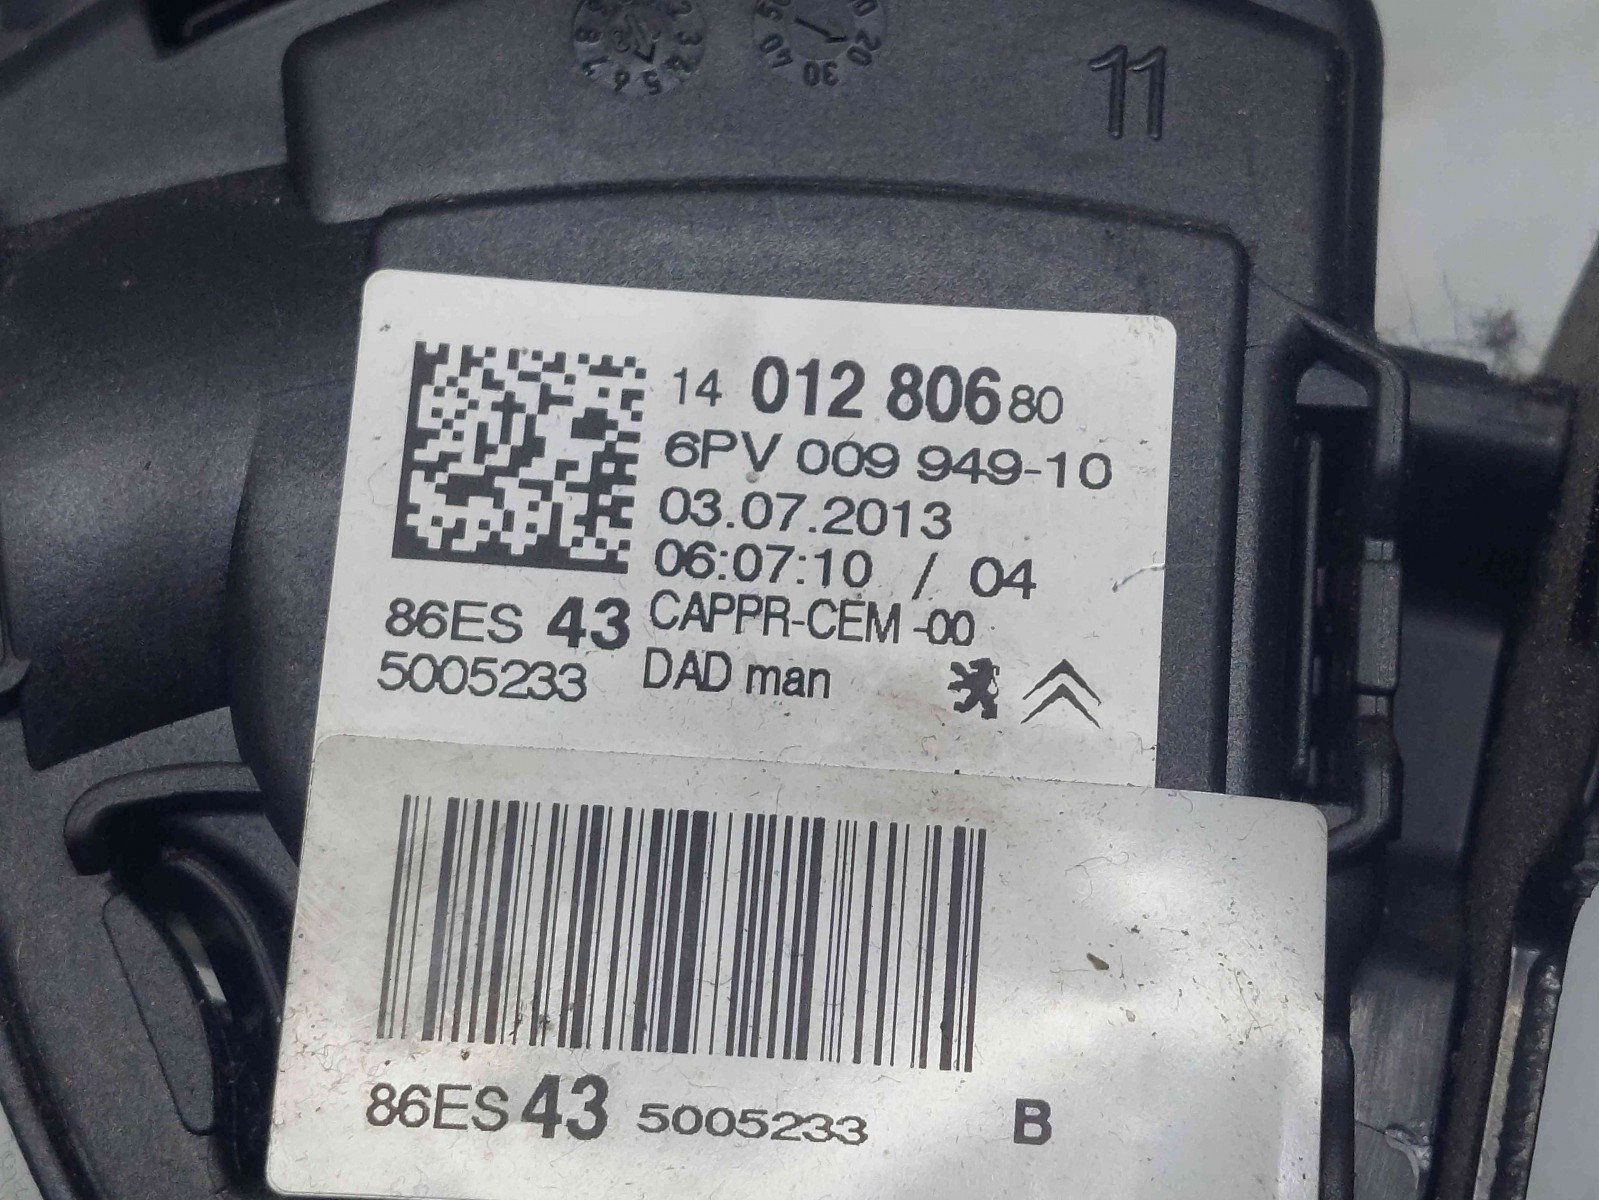 11
14 012 806 80
6PV 009 949-10
03.07.2013
06:07:10 / 04
86ES 43 CAPPR-CEM -00
5005233 DAD man
86ES 43 5005233 B